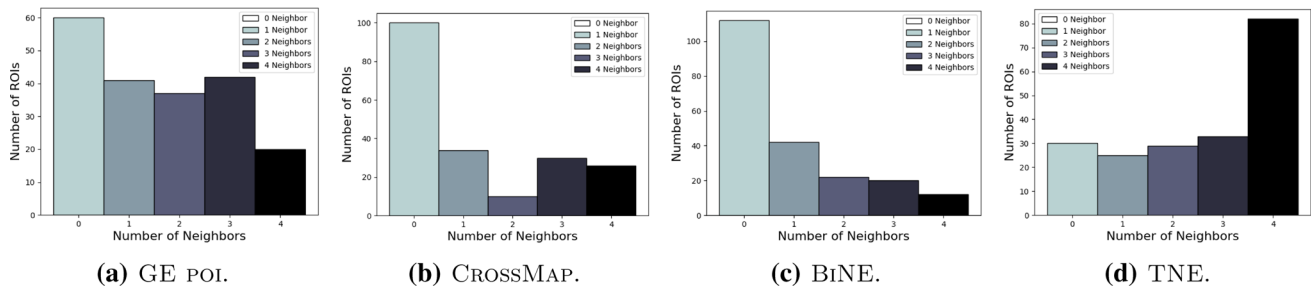 60
50
40
30
20
10
0
Number of ROIs
0 Neighbor
1 Neighbor
2 Neighbors
3 Neighbors
4 Neighbors
0 1 2 3 4
Number of Neighbors
(a) GE POI.
100
80
60
40
20
0
Number of ROIs
0 Neighbor
1 Neighbor
2 Neighbors
3 Neighbors
4 Neighbors
0 1 2 3 4
Number of Neighbors
(b) CROSSMAP.
100
80
60
40
20
0
Number of ROIs
0 Neighbor
1 Neighbor
2 Neighbors
3 Neighbors
4 Neighbors
0 1 2 3 4
Number of Neighbors
(c) BINE.
80
70
60
50
40
30
20
10
0
Number of ROIs
0 Neighbor
1 Neighbor
2 Neighbors
3 Neighbors
4 Neighbors
0 1 2 3 4
Number of Neighbors
(d) TNE.